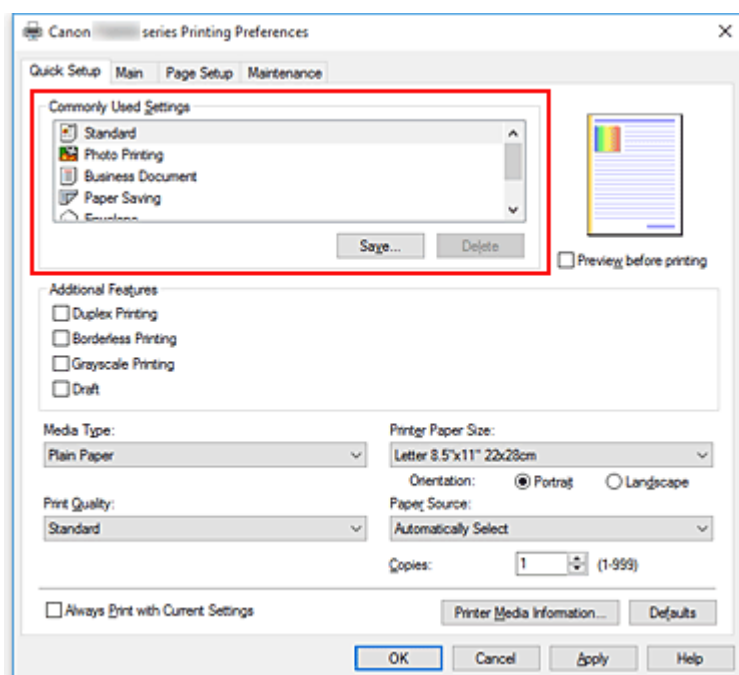 Canon series Printing Preferences
Quick Setup Main Page Setup Maintenance
Commonly Used Settings
Standard
Photo Printing
Business Document
Paper Saving
Envelope
Save... Delete
Preview before printing
Additional Features
Duplex Printing
Borderless Printing
Grayscale Printing
Draft
Media Type:
Plain Paper
Printer Paper Size:
Letter 8.5"x11" 22x28cm
Orientation: Portrait Landscape
Print Quality:
Standard
Paper Source:
Automatically Select
Copies: 1 (1-999)
Always Print with Current Settings
Printer Media Information... Defaults
OK Cancel Apply Help